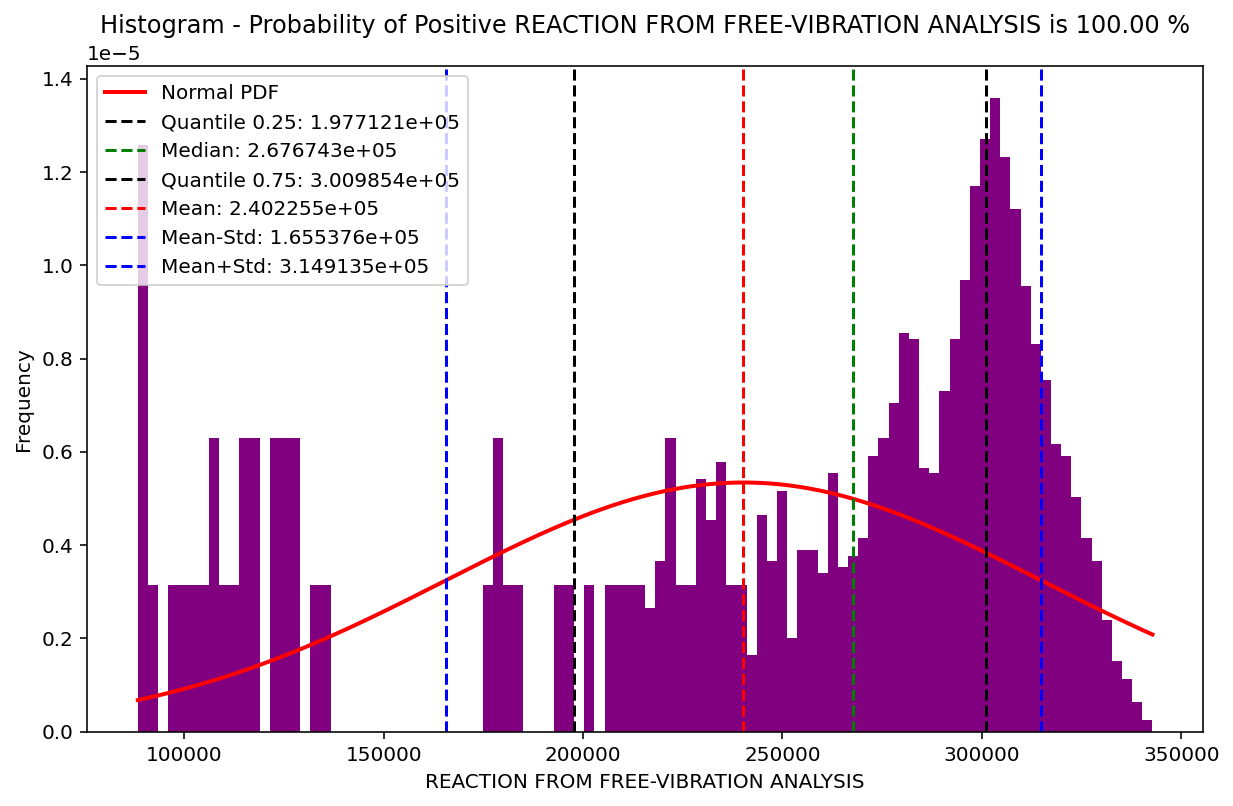 Histogram - Probability of Positive REACTION FROM FREE-VIBRATION ANALYSIS is 100.00 %
1e−5
1.4
1.2
1.0
0.8
0.6
0.4
0.2
0.0
Frequency
Normal PDF
Quantile 0.25: 1.977121e+05
Median: 2.676743e+05
Quantile 0.75: 3.009854e+05
Mean: 2.402255e+05
Mean-Std: 1.655376e+05
Mean+Std: 3.149135e+05
100000 150000 200000 250000 300000 350000
REACTION FROM FREE-VIBRATION ANALYSIS